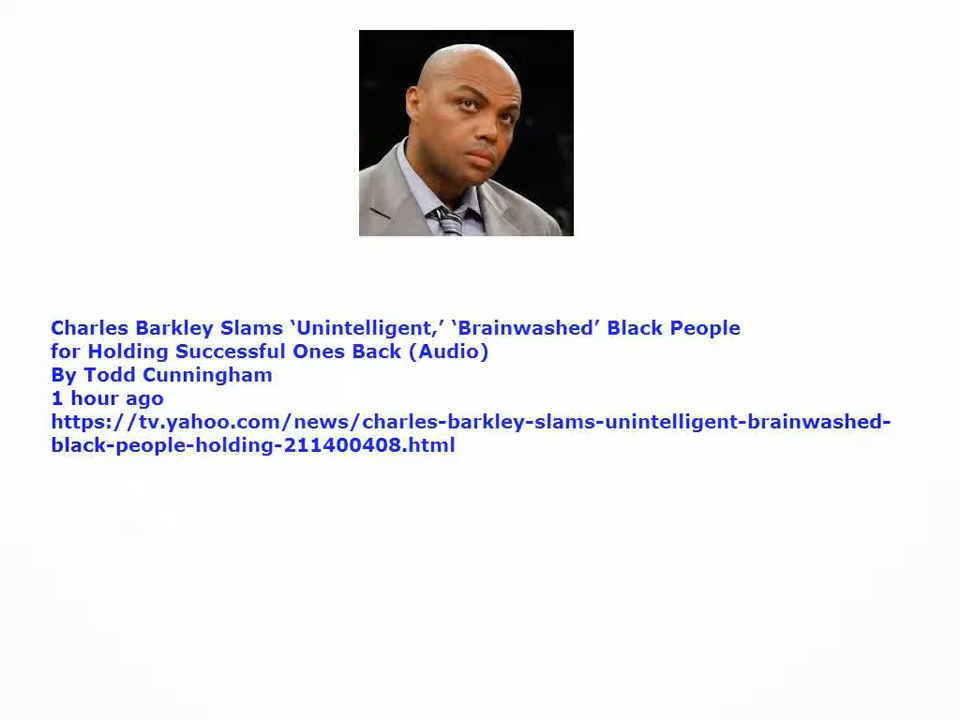 Charles Barkley Slams ‘Unintelligent,’ ‘Brainwashed’ Black People
for Holding Successful Ones Back (Audio)
By Todd Cunningham
1 hour ago
https://tv.yahoo.com/news/charles-barkley-slams-unintelligent-brainwashed-
black-people-holding-211400408.html